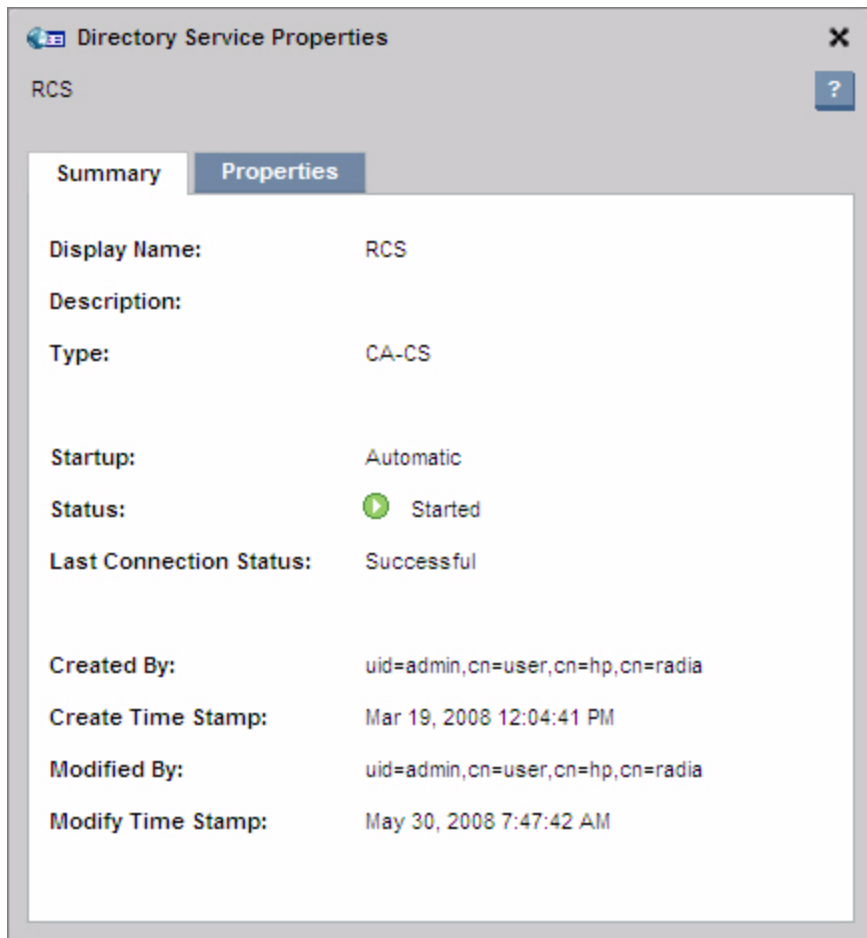 Directory Service Properties
RCS
?
Summary Properties
Display Name: RCS
Description:
Type: CA-CS
Startup: Automatic
Status: Started
Last Connection Status: Successful
Created By: uid=admin,cn=user,cn=hp,cn=radia
Create Time Stamp: Mar 19, 2008 12:04:41 PM
Modified By: uid=admin,cn=user,cn=hp,cn=radia
Modify Time Stamp: May 30, 2008 7:47:42 AM